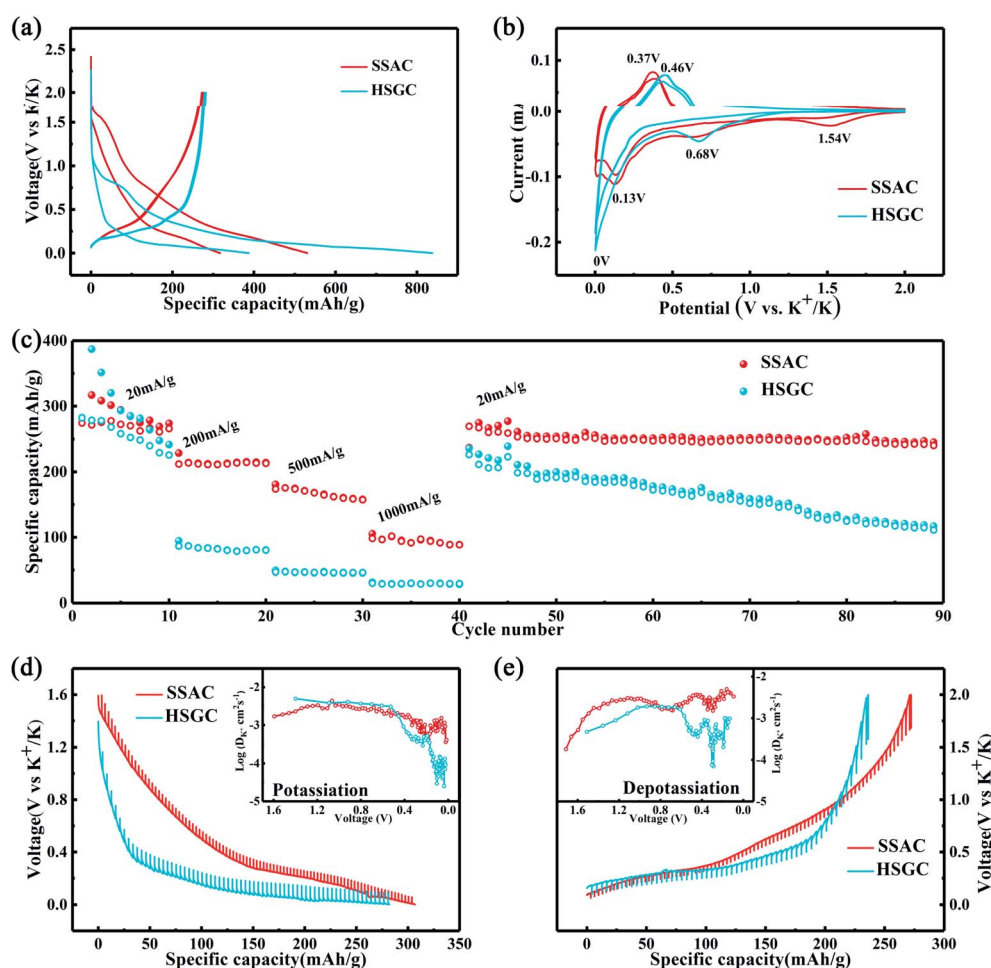 (a)
SSAC
HSGC
Voltage(V vs K/K)
2.5
2.0
1.5
1.0
0.5
0.0
0 200 400 600 800
Specific capacity(mAh/g)
(b)
0.37V
0.46V
0.68V
1.54V
0.13V
0V
SSAC
HSGC
Current (m)
0.1
0.0
-0.1
-0.2
0.0 0.5 1.0 1.5 2.0
Potential (V vs. K⁺/K)
(c)
20mA/g
200mA/g
500mA/g
1000mA/g
20mA/g
SSAC
HSGC
Specific capacity(mAh/g)
400
300
200
100
0
0 10 20 30 40 50 60 70 80 90
Cycle number
(d)
SSAC
HSGC
Voltage(V vs K⁺/K)
1.6
1.2
0.8
0.4
0.0
0 50 100 150 200 250 300 350
Specific capacity(mAh/g)
Log (D_K⁺ cm²s⁻¹)
-2
-3
-4
-5
Potassiation
1.6 1.2 0.8 0.4 0.0
Voltage (V)
(e)
Depotassiation
1.6 1.2 0.8 0.4 0.0
Voltage (V)
-2
-3
-4
-5
Log (D_K⁺ cm²s⁻¹)
SSAC
HSGC
2.0
1.5
1.0
0.5
0.0
Voltage(V vs K⁺/K)
0 50 100 150 200 250 300
Specific capacity(mAh/g)